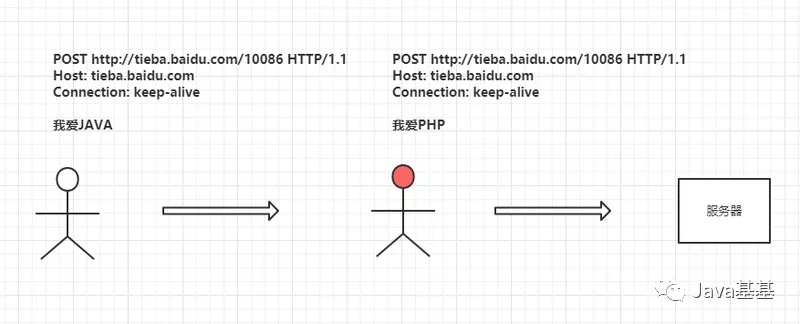 POST http://tieba.baidu.com/10086 HTTP/1.1
Host: tieba.baidu.com
Connection: keep-alive
我爱JAVA
POST http://tieba.baidu.com/10086 HTTP/1.1
Host: tieba.baidu.com
Connection: keep-alive
我爱PHP
服务器
Java基基